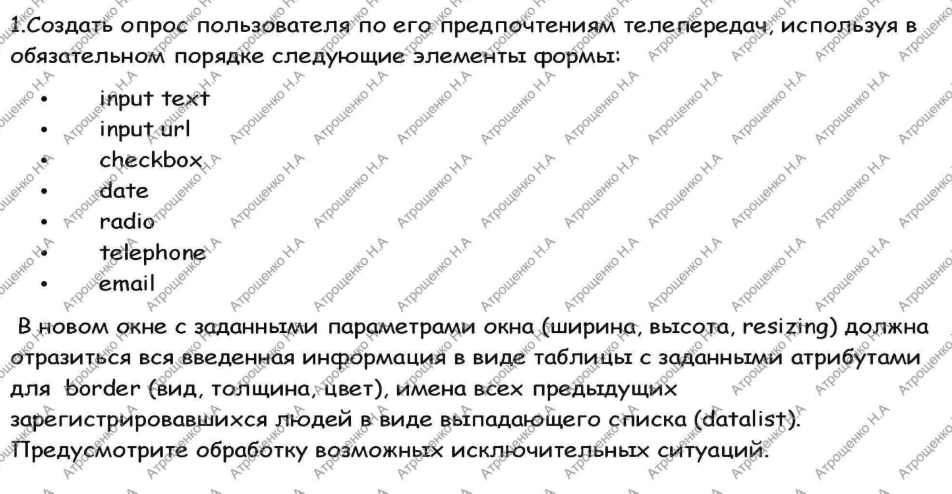 1.Создать опрос пользователя по его предпочтениям телепередач, используя в
обязательном порядке следующие элементы формы:
• input text
• input url
• checkbox
• date
• radio
• telephone
• email
В новом окне с заданными параметрами окна (ширина, высота, resizing) должна
отразиться вся введенная информация в виде таблицы с заданными атрибутами
для border (вид, толщина, цвет), имена всех предыдущих
зарегистрировавшихся людей в виде выпадающего списка (datalist).
Предусмотрите обработку возможных исключительных ситуаций.
Атрощенко Н.А